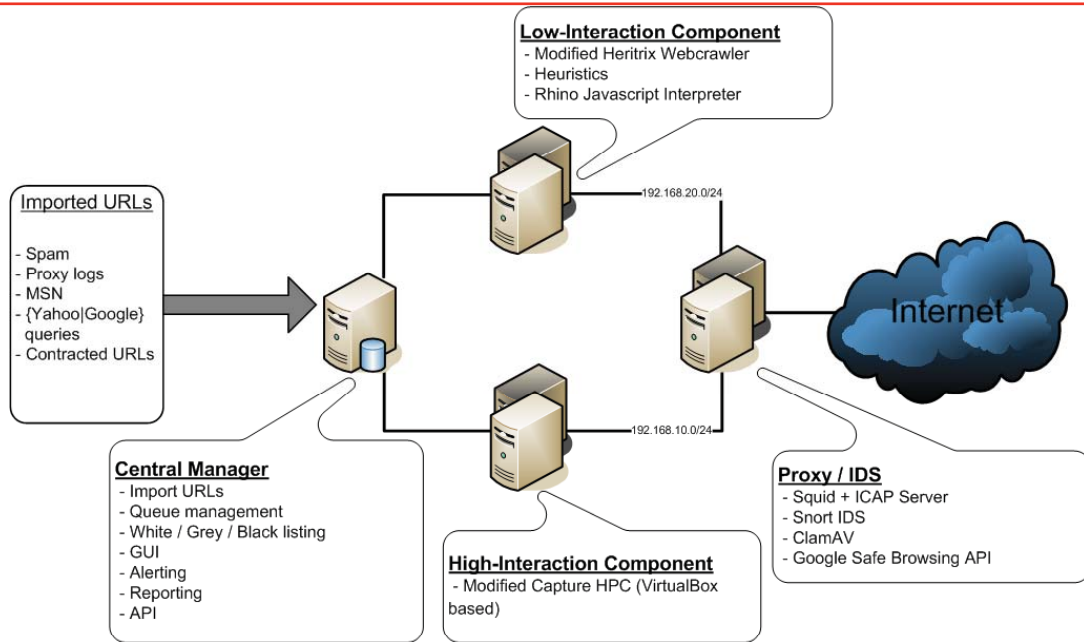 Low-Interaction Component
- Modified Heritrix Webcrawler
- Heuristics
- Rhino Javascript Interpreter
Imported URLs
- Spam
- Proxy logs
- MSN
- {Yahoo|Google}
queries
- Contracted URLs
192.168.20.0/24
Internet
192.168.10.0/24
Central Manager
- Import URLs
- Queue management
- White / Grey / Black listing
- GUI
- Alerting
- Reporting
- API
High-Interaction Component
- Modified Capture HPC (VirtualBox
based)
Proxy / IDS
- Squid + ICAP Server
- Snort IDS
- ClamAV
- Google Safe Browsing API